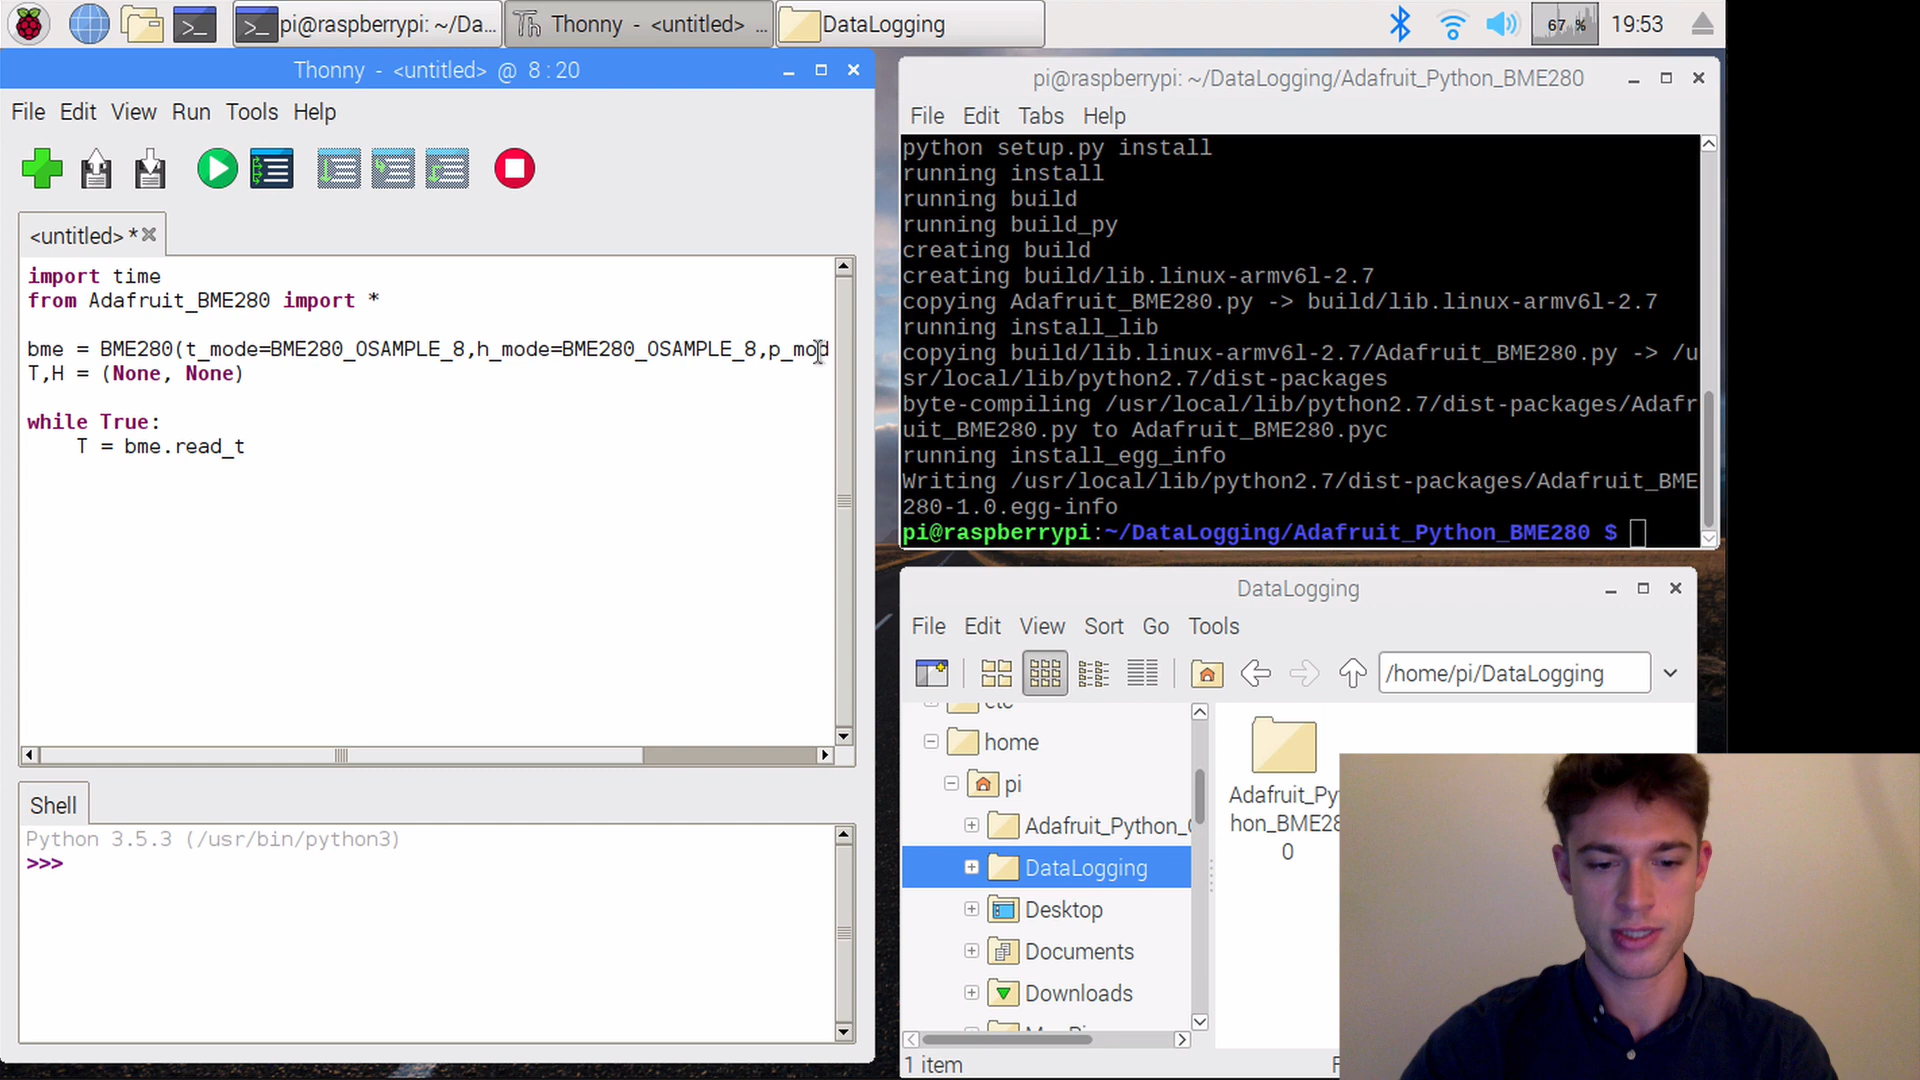 pi@raspberrypi: ~/Da...
Thonny - <untitled> ...
DataLogging
67 %
19:53
Thonny - <untitled> @ 8:20
File Edit View Run Tools Help
<untitled> *
import time
from Adafruit_BME280 import *
bme = BME280(t_mode=BME280_OSAMPLE_8,h_mode=BME280_OSAMPLE_8,p_mod
T,H = (None, None)
while True:
T = bme.read_t
Shell
Python 3.5.3 (/usr/bin/python3)
>>>
pi@raspberrypi: ~/DataLogging/Adafruit_Python_BME280
File Edit Tabs Help
python setup.py install
running install
running build
running build_py
creating build
creating build/lib.linux-armv6l-2.7
copying Adafruit_BME280.py -> build/lib.linux-armv6l-2.7
running install_lib
copying build/lib.linux-armv6l-2.7/Adafruit_BME280.py -> /u
sr/local/lib/python2.7/dist-packages
byte-compiling /usr/local/lib/python2.7/dist-packages/Adafr
uit_BME280.py to Adafruit_BME280.pyc
running install_egg_info
Writing /usr/local/lib/python2.7/dist-packages/Adafruit_BME
280-1.0.egg-info
pi@raspberrypi:~/DataLogging/Adafruit_Python_BME280 $
DataLogging
File Edit View Sort Go Tools
/home/pi/DataLogging
etc
home
pi
Adafruit_Python_
DataLogging
Desktop
Documents
Downloads
Adafruit_Pyt
hon_BME28
0
1 item